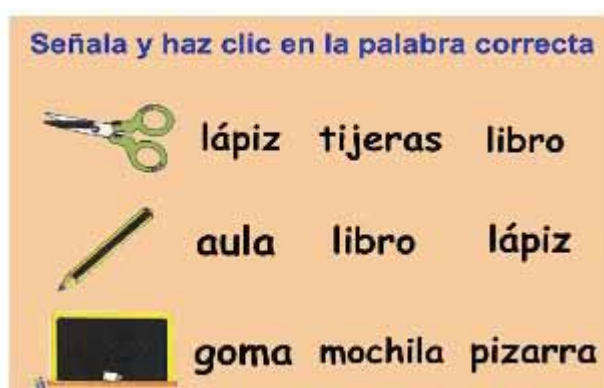 Señala y haz clic en la palabra correcta
lápiz tijeras libro
aula libro lápiz
goma mochila pizarra